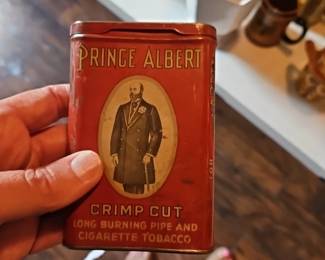 PRINCE ALBERT
CRIMP CUT
LONG BURNING PIPE AND
CIGARETTE TOBACCO